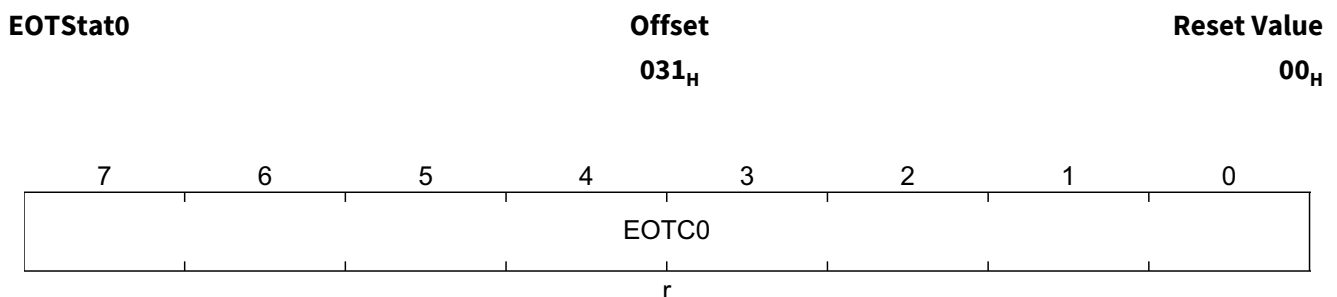 EOTStat0 Offset Reset Value
031H 00H
7 6 5 4 3 2 1 0
EOTC0
r